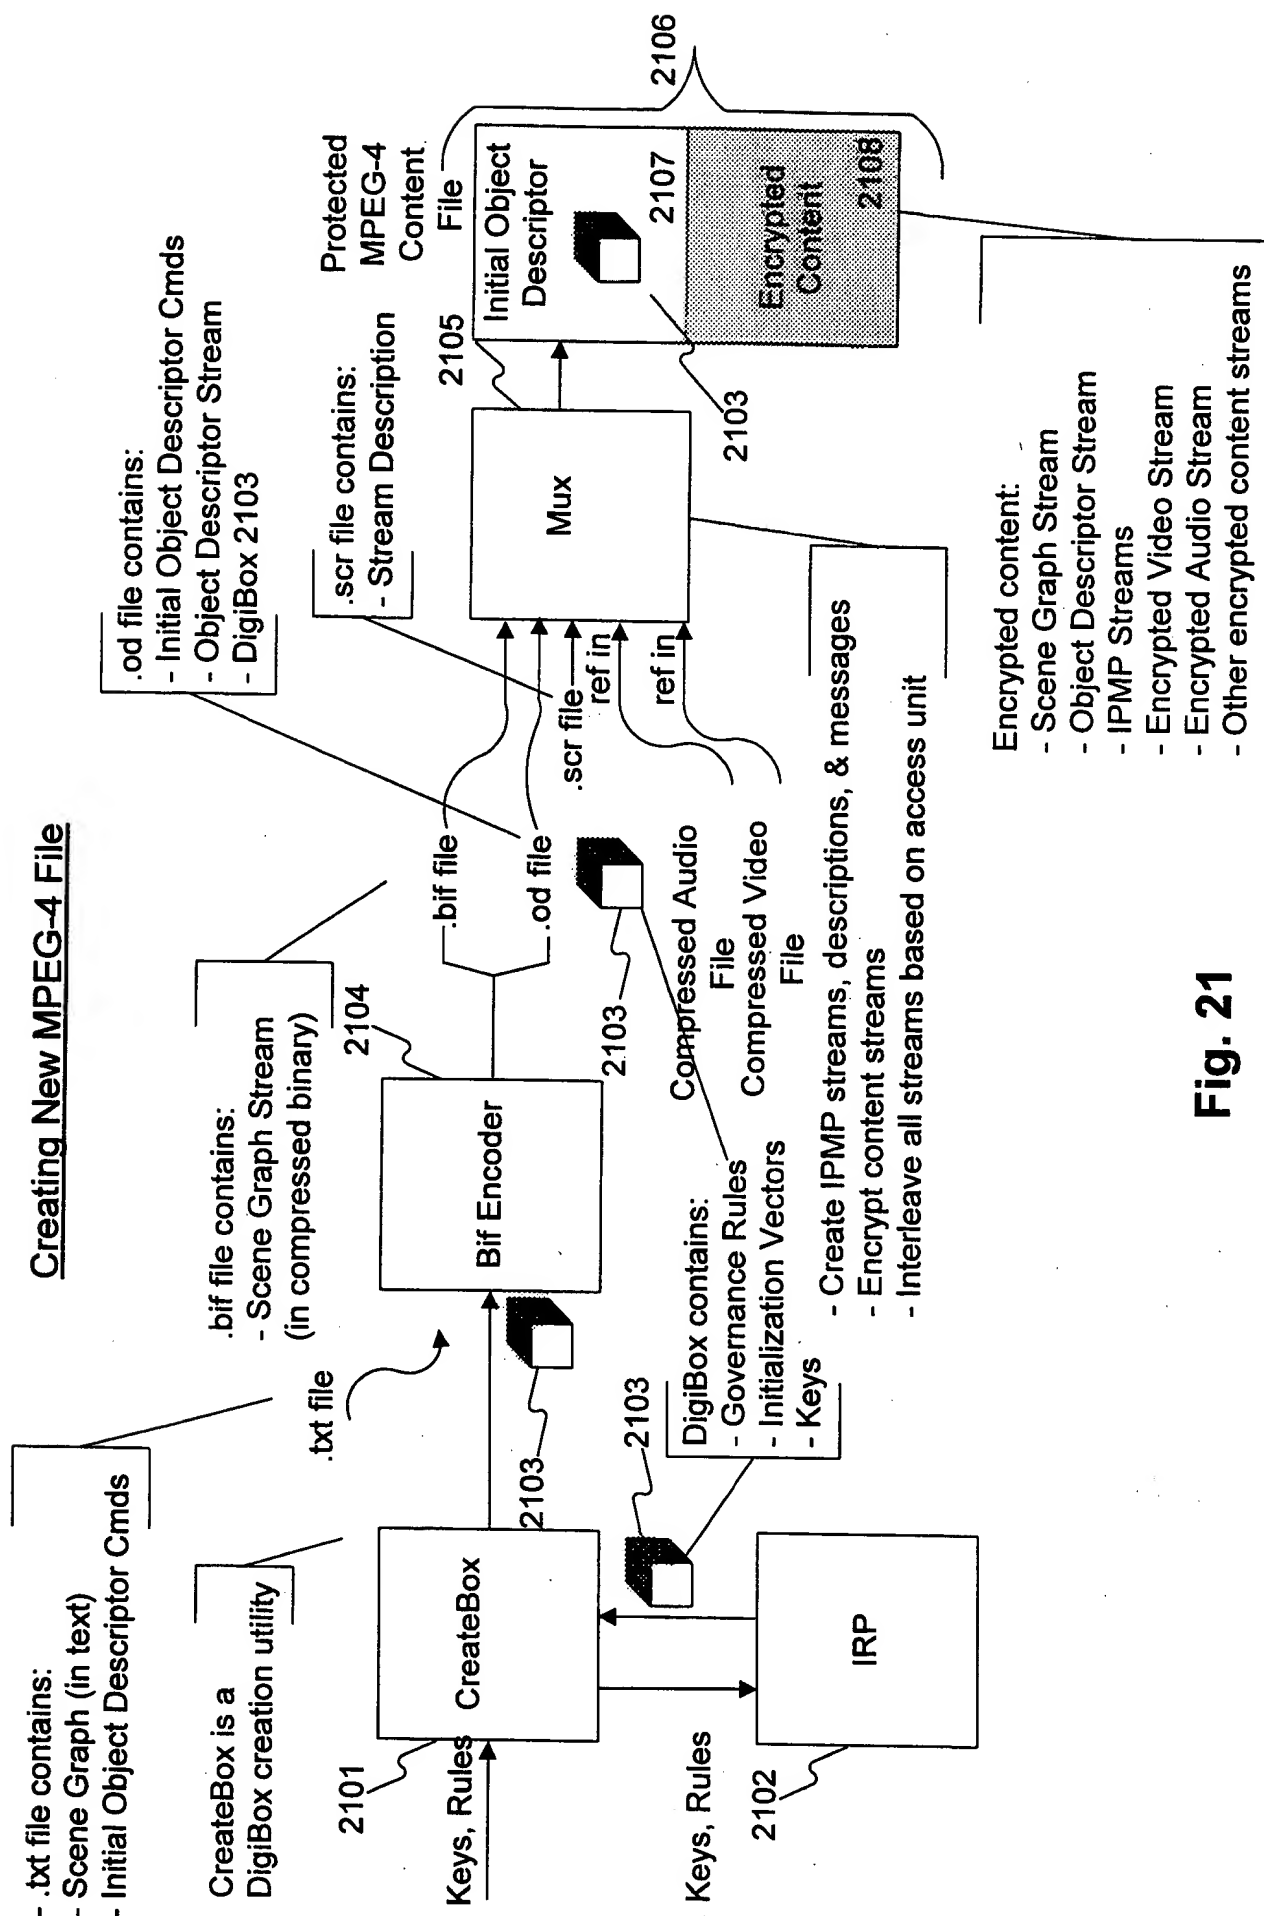 Creating New MPEG-4 File
- .txt file contains:
- Scene Graph (in text)
- Initial Object Descriptor Cmds
CreateBox is a
DigiBox creation utility
.txt file
.bif file contains:
- Scene Graph Stream
(in compressed binary)
.od file contains:
- Initial Object Descriptor Cmds
- Object Descriptor Stream
- DigiBox 2103
.scr file contains:
- Stream Description
Protected
MPEG-4
Content
File
2101
Keys, Rules
CreateBox
2103
2104
Bif Encoder
.bif file
.od file
.scr file
ref in
ref in
2105
Mux
Initial Object
Descriptor
2107
2106
Encrypted
Content
2108
2103
Keys, Rules
2102
IRP
2103
DigiBox contains:
- Governance Rules
- Initialization Vectors
- Keys
2103
Compressed Audio
File
Compressed Video
File
- Create IPMP streams, descriptions, & messages
- Encrypt content streams
- Interleave all streams based on access unit
Encrypted content:
- Scene Graph Stream
- Object Descriptor Stream
- IPMP Streams
- Encrypted Video Stream
- Encrypted Audio Stream
- Other encrypted content streams
Fig. 21